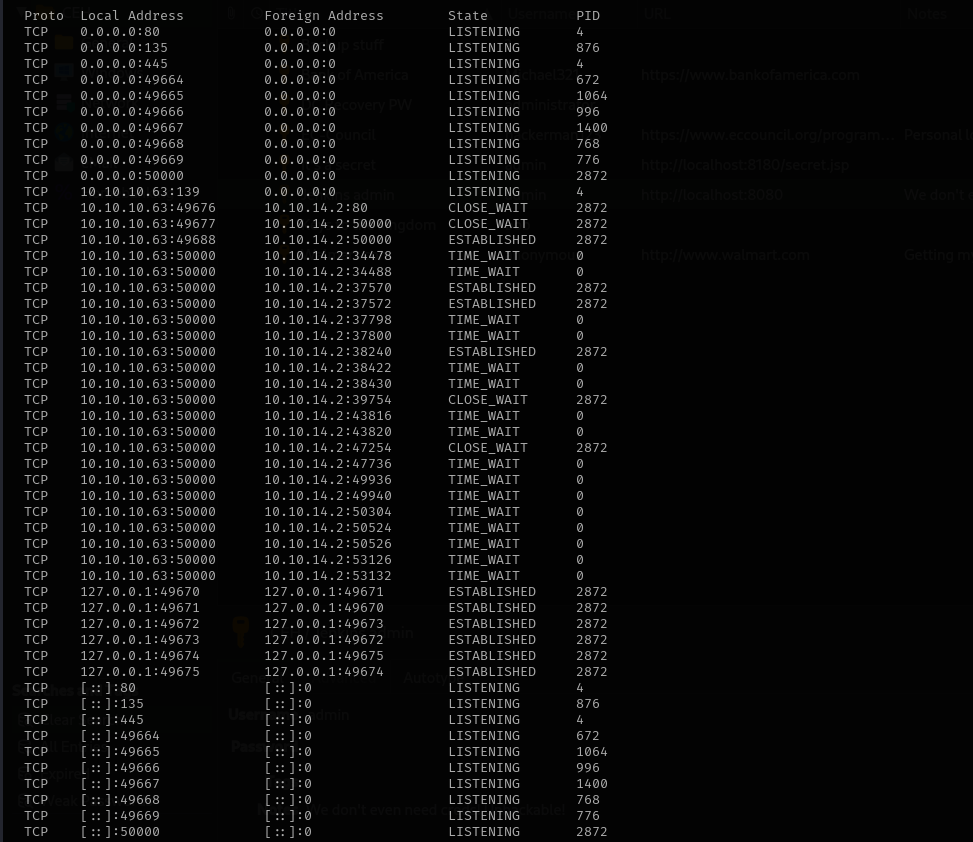 Proto Local Address Foreign Address State PID
TCP 0.0.0.0:80 0.0.0.0:0 LISTENING 4
TCP 0.0.0.0:135 0.0.0.0:0 LISTENING 876
TCP 0.0.0.0:445 0.0.0.0:0 LISTENING 4
TCP 0.0.0.0:49664 0.0.0.0:0 LISTENING 672
TCP 0.0.0.0:49665 0.0.0.0:0 LISTENING 1064
TCP 0.0.0.0:49666 0.0.0.0:0 LISTENING 996
TCP 0.0.0.0:49667 0.0.0.0:0 LISTENING 1400
TCP 0.0.0.0:49668 0.0.0.0:0 LISTENING 768
TCP 0.0.0.0:49669 0.0.0.0:0 LISTENING 776
TCP 0.0.0.0:50000 0.0.0.0:0 LISTENING 2872
TCP 10.10.10.63:139 0.0.0.0:0 LISTENING 4
TCP 10.10.10.63:49676 10.10.14.2:80 CLOSE_WAIT 2872
TCP 10.10.10.63:49677 10.10.14.2:50000 CLOSE_WAIT 2872
TCP 10.10.10.63:49688 10.10.14.2:50000 ESTABLISHED 2872
TCP 10.10.10.63:50000 10.10.14.2:34478 TIME_WAIT 0
TCP 10.10.10.63:50000 10.10.14.2:34488 TIME_WAIT 0
TCP 10.10.10.63:50000 10.10.14.2:37570 ESTABLISHED 2872
TCP 10.10.10.63:50000 10.10.14.2:37572 ESTABLISHED 2872
TCP 10.10.10.63:50000 10.10.14.2:37798 TIME_WAIT 0
TCP 10.10.10.63:50000 10.10.14.2:37800 TIME_WAIT 0
TCP 10.10.10.63:50000 10.10.14.2:38240 ESTABLISHED 2872
TCP 10.10.10.63:50000 10.10.14.2:38422 TIME_WAIT 0
TCP 10.10.10.63:50000 10.10.14.2:38430 TIME_WAIT 0
TCP 10.10.10.63:50000 10.10.14.2:39754 CLOSE_WAIT 2872
TCP 10.10.10.63:50000 10.10.14.2:43816 TIME_WAIT 0
TCP 10.10.10.63:50000 10.10.14.2:43820 TIME_WAIT 0
TCP 10.10.10.63:50000 10.10.14.2:47254 CLOSE_WAIT 2872
TCP 10.10.10.63:50000 10.10.14.2:47736 TIME_WAIT 0
TCP 10.10.10.63:50000 10.10.14.2:49936 TIME_WAIT 0
TCP 10.10.10.63:50000 10.10.14.2:49940 TIME_WAIT 0
TCP 10.10.10.63:50000 10.10.14.2:50304 TIME_WAIT 0
TCP 10.10.10.63:50000 10.10.14.2:50524 TIME_WAIT 0
TCP 10.10.10.63:50000 10.10.14.2:50526 TIME_WAIT 0
TCP 10.10.10.63:50000 10.10.14.2:53126 TIME_WAIT 0
TCP 10.10.10.63:50000 10.10.14.2:53132 TIME_WAIT 0
TCP 127.0.0.1:49670 127.0.0.1:49671 ESTABLISHED 2872
TCP 127.0.0.1:49671 127.0.0.1:49670 ESTABLISHED 2872
TCP 127.0.0.1:49672 127.0.0.1:49673 ESTABLISHED 2872
TCP 127.0.0.1:49673 127.0.0.1:49672 ESTABLISHED 2872
TCP 127.0.0.1:49674 127.0.0.1:49675 ESTABLISHED 2872
TCP 127.0.0.1:49675 127.0.0.1:49674 ESTABLISHED 2872
TCP [::]:80 [::]:0 LISTENING 4
TCP [::]:135 [::]:0 LISTENING 876
TCP [::]:445 [::]:0 LISTENING 4
TCP [::]:49664 [::]:0 LISTENING 672
TCP [::]:49665 [::]:0 LISTENING 1064
TCP [::]:49666 [::]:0 LISTENING 996
TCP [::]:49667 [::]:0 LISTENING 1400
TCP [::]:49668 [::]:0 LISTENING 768
TCP [::]:49669 [::]:0 LISTENING 776
TCP [::]:50000 [::]:0 LISTENING 2872
URL Notes
https://www.bankofamerica.com
https://www.eccouncil.org/program...
http://localhost:8180/secret.jsp
http://localhost:8080
http://www.walmart.com